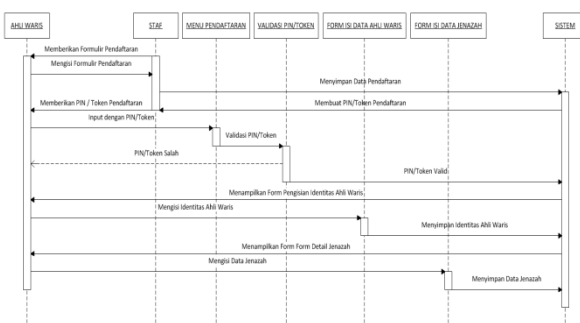 AHLI WARIS
STAF
MENU PENDAFTARAN
VALIDASI PIN/TOKEN
FORM ISI DATA AHLI WARIS
FORM ISI DATA JENAZAH
SISTEM
Memberikan Formulir Pendaftaran
Mengisi Formulir Pendaftaran
Menyimpan Data Pendaftaran
Memberikan PIN / Token Pendaftaran
Membuat PIN/Token Pendaftaran
Input dengan PIN/Token
Validasi PIN/Token
PIN/Token Salah
PIN/Token Valid
Menampilkan Form Pengisian Identitas Ahli Waris
Mengisi Identitas Ahli Waris
Menyimpan Identitas Ahli Waris
Menampilkan Form Form Detail Jenazah
Mengisi Data Jenazah
Menyimpan Data Jenazah